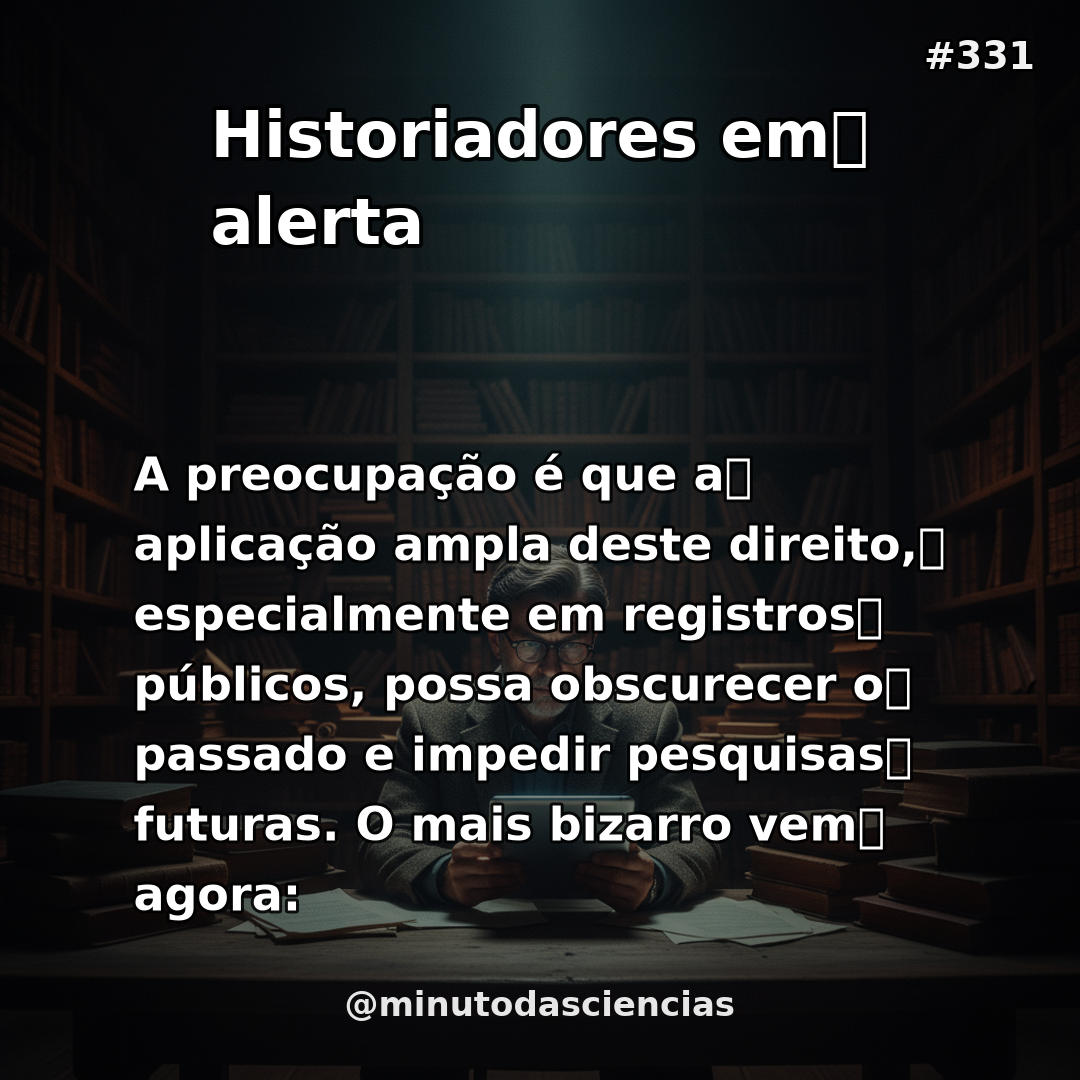 #331
Historiadores em
alerta
A preocupação é que a
aplicação ampla deste direito,
especialmente em registros
públicos, possa obscurecer o
passado e impedir pesquisas
futuras. O mais bizarro vem
agora:
@minutodasciencias